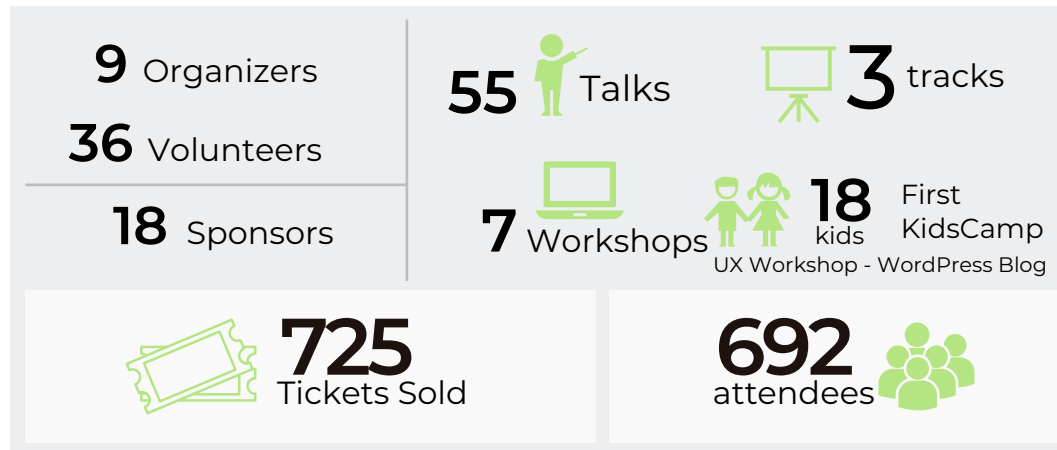 9 Organizers
36 Volunteers
18 Sponsors
55 Talks
3 tracks
7 Workshops
18 kids
First
KidsCamp
UX Workshop - WordPress Blog
725
Tickets Sold
692
attendees